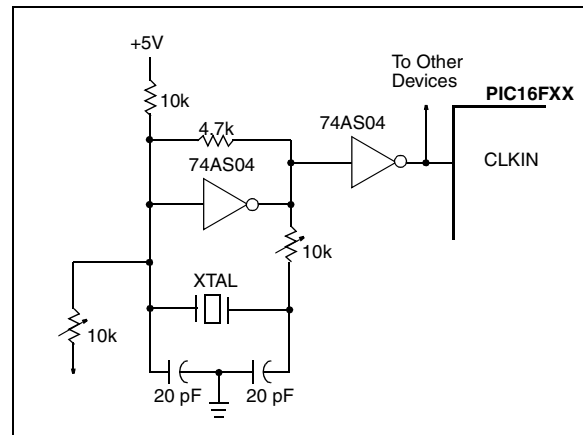 +5V
To Other
Devices
PIC16FXX
10k
4.7k
74AS04
74AS04
CLKIN
10k
XTAL
10k
20 pF
20 pF